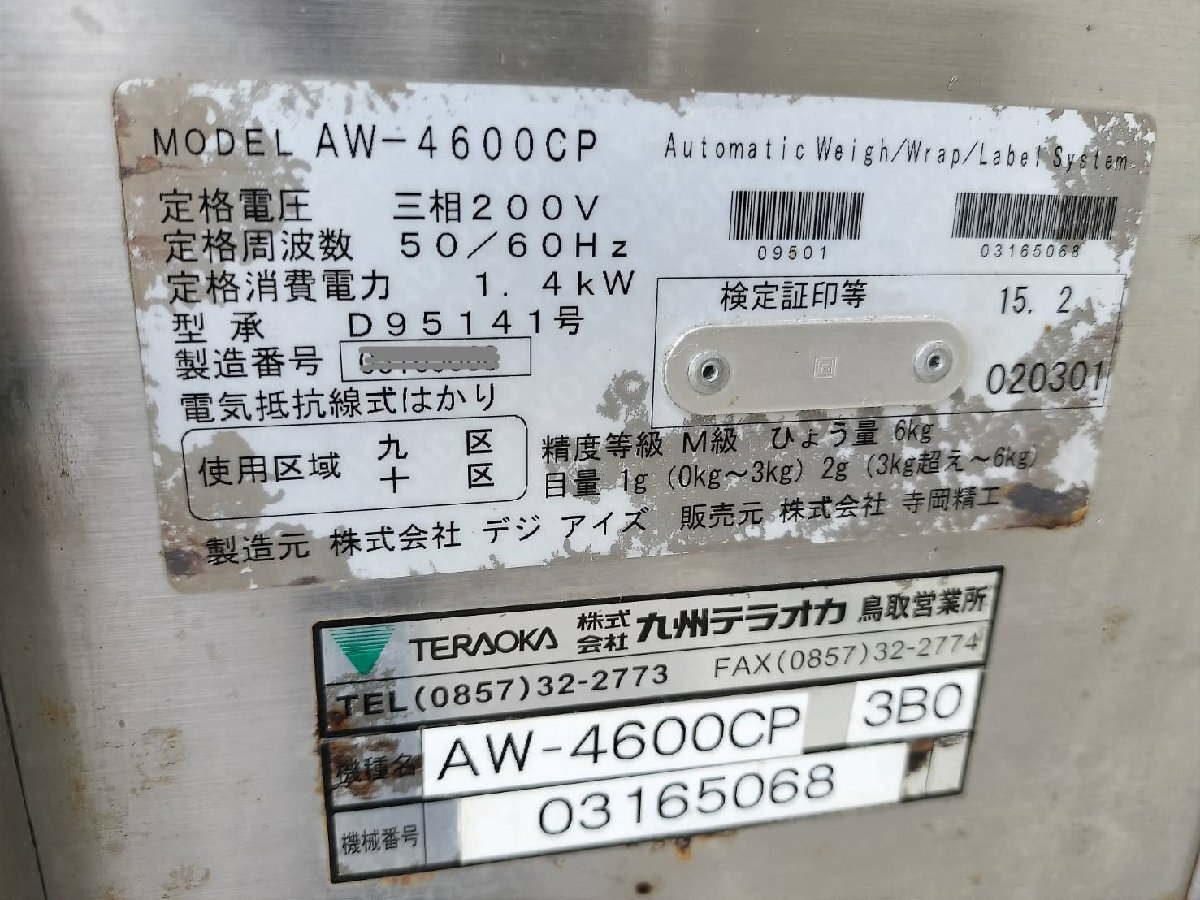 MODEL AW-4600CP
Automatic Weigh/Wrap/Label System
定格電圧 三相200V
定格周波数 50/60Hz
定格消費電力 1.4kW
型承 D95141号
製造番号
電気抵抗線式はかり
使用区域 九 区
十 区
09501
03165068
検定証印等 15.2
020301
精度等級 M級 ひょう量 6kg
目量 1g (0kg～3kg) 2g (3kg超え～6kg)
製造元 株式会社 デジ アイズ 販売元 株式会社 寺岡精工
TERAOKA 株式会社 九州テラオカ 鳥取営業所
TEL(0857)32-2773 FAX(0857)32-2774
機種名 AW-4600CP 3B0
機械番号 03165068